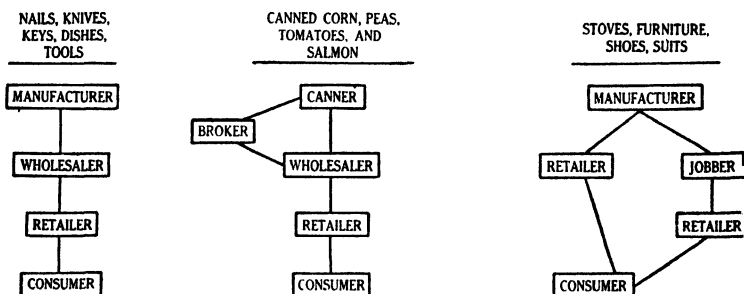 NAILS, KNIVES,
KEYS, DISHES,
TOOLS
MANUFACTURER
WHOLESALER
RETAILER
CONSUMER
CANNED CORN, PEAS,
TOMATOES, AND
SALMON
CANNER
BROKER
WHOLESALER
RETAILER
CONSUMER
STOVES, FURNITURE,
SHOES, SUITS
MANUFACTURER
RETAILER
JOBBER
RETAILER
CONSUMER